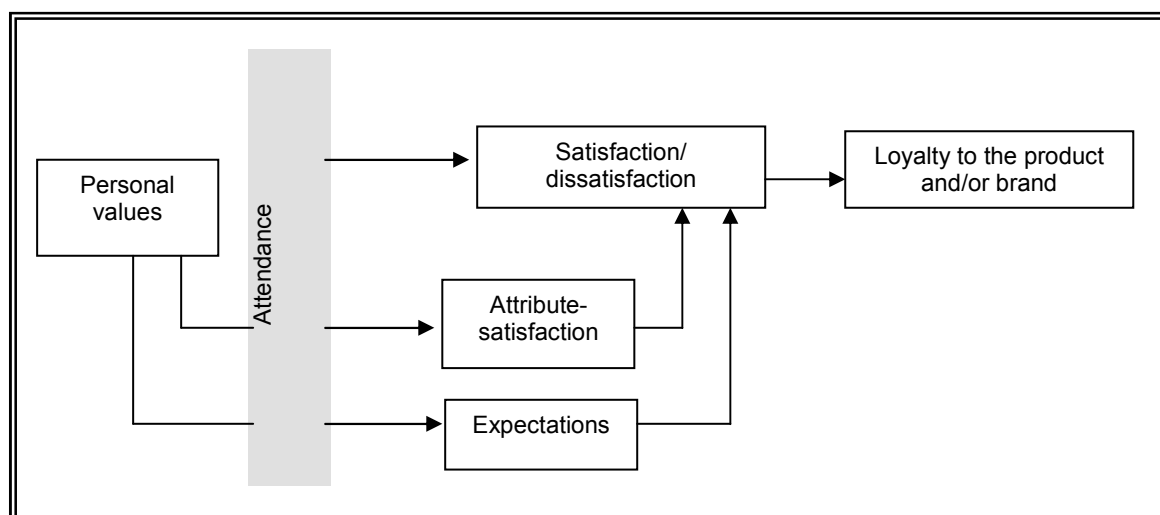 Personal
values
Attendance
Satisfaction/
dissatisfaction
Loyalty to the product
and/or brand
Attribute-
satisfaction
Expectations